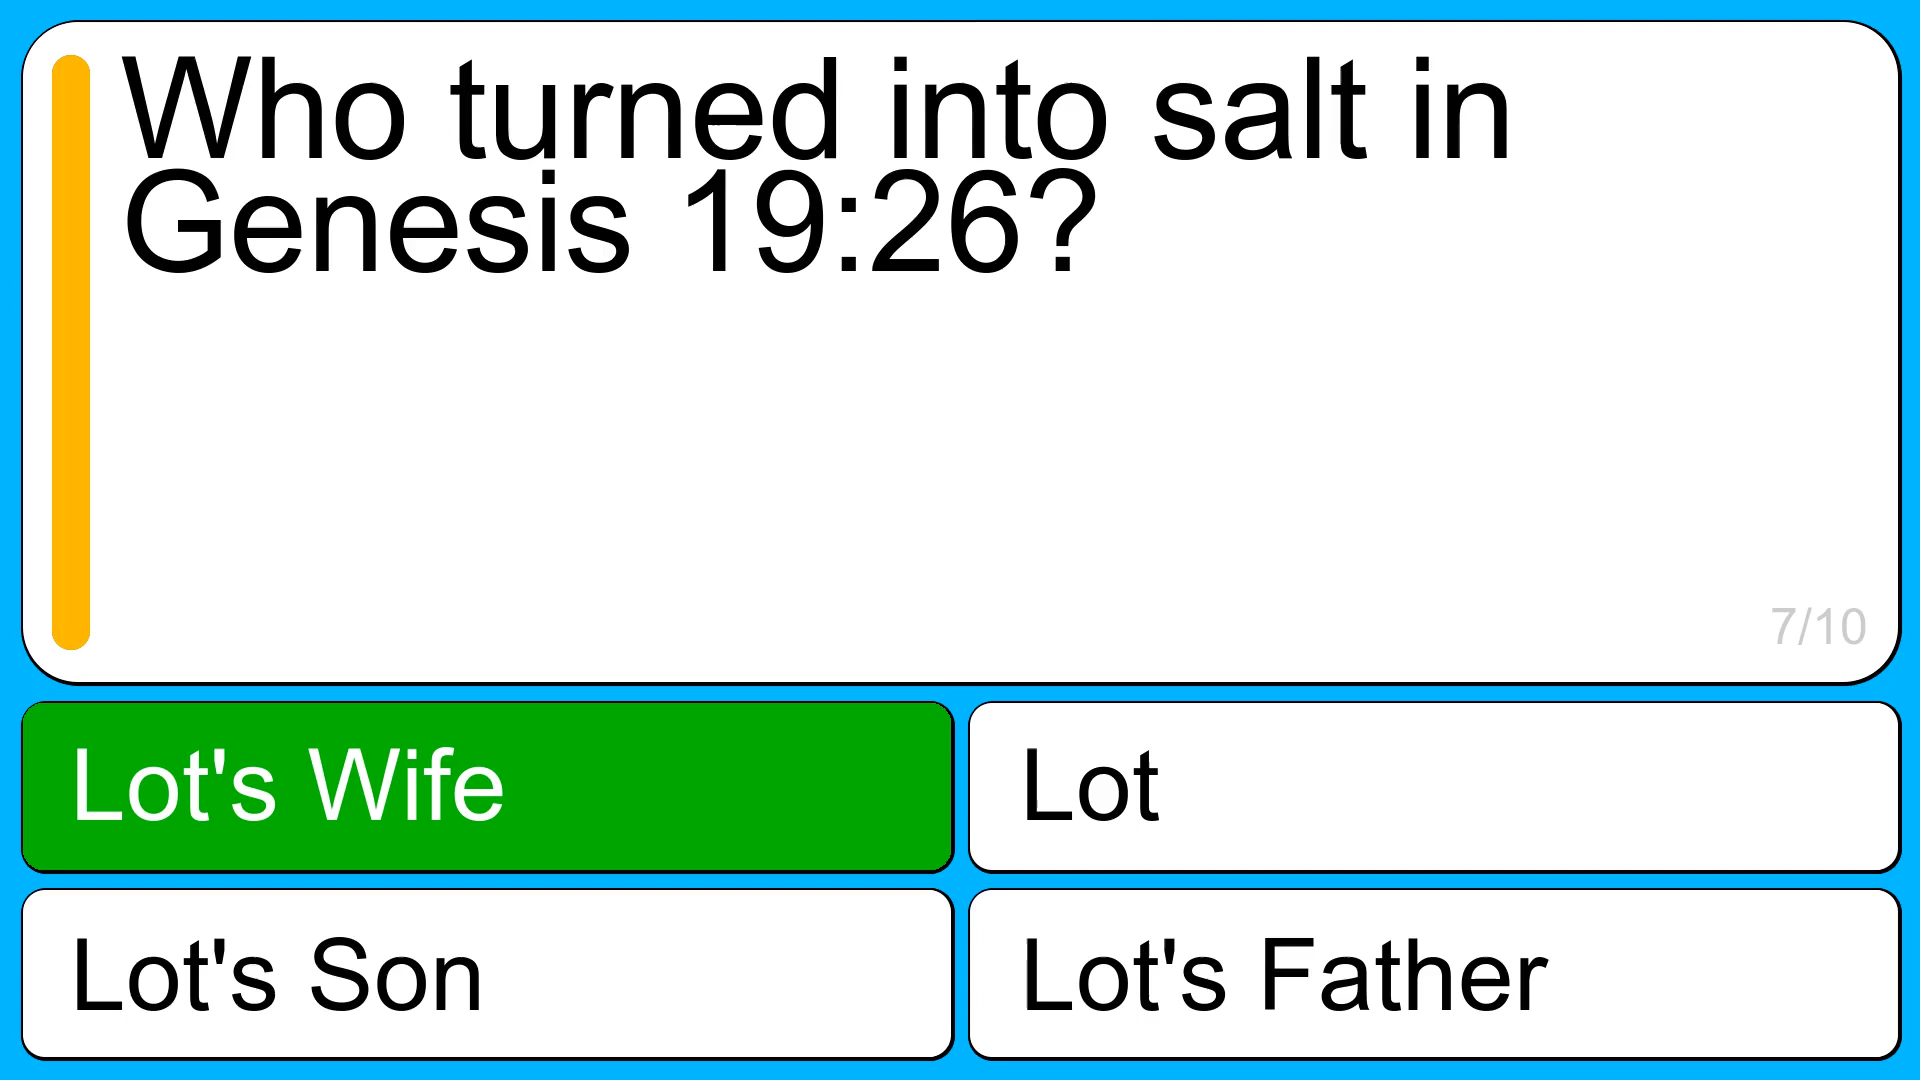 Who turned into salt in
Genesis 19:26?
7/10
Lot's Wife
Lot
Lot's Son
Lot's Father